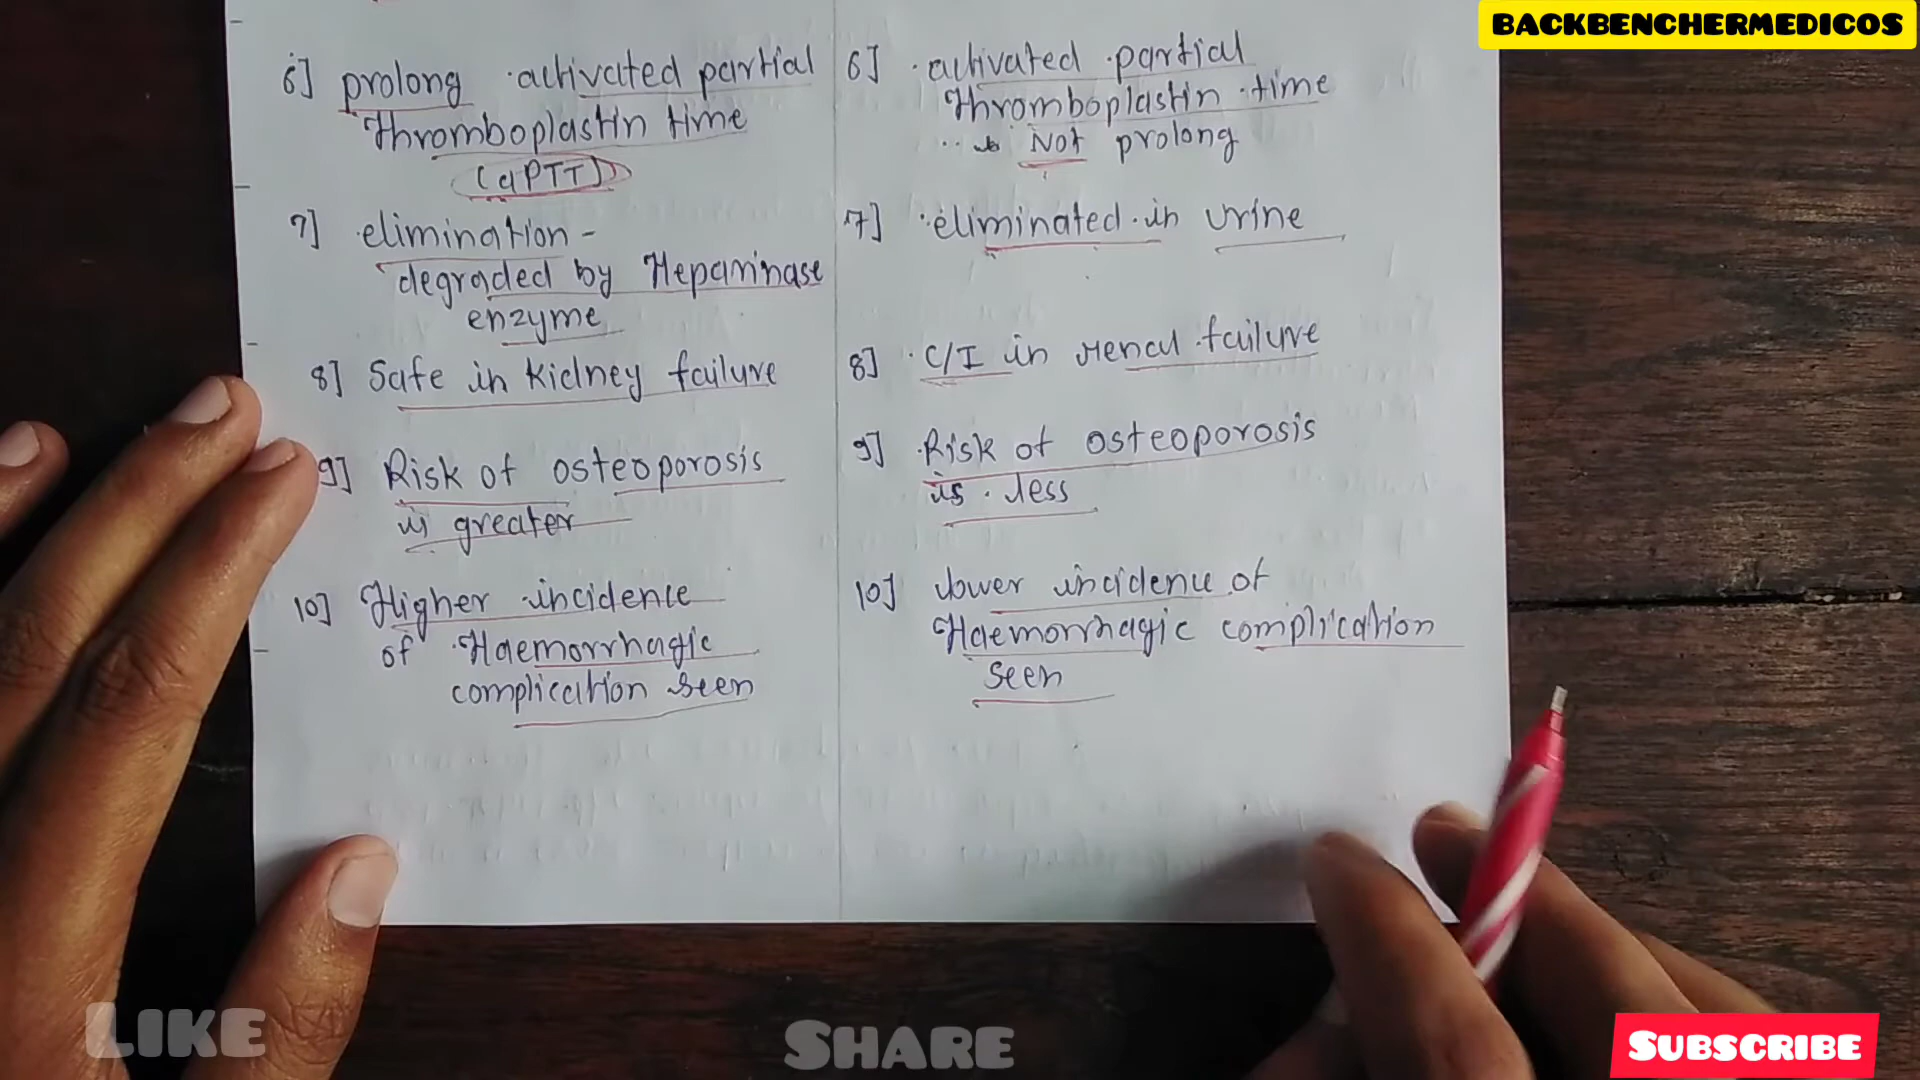 BACKBENCHERMEDICOS
6] prolong activated partial
thromboplastin time
(aPTT)
7] elimination -
degraded by Heparinase
enzyme
8] Safe in kidney failure
9] Risk of osteoporosis
is greater
10] Higher incidence
of Haemorrhagic
complication seen
6] activated partial
thromboplastin time
Not prolong
7] eliminated in urine
8] C/I in renal failure
9] Risk of osteoporosis
is less
10] lower incidence of
Haemorrhagic complication
seen
LIKE
SHARE
SUBSCRIBE